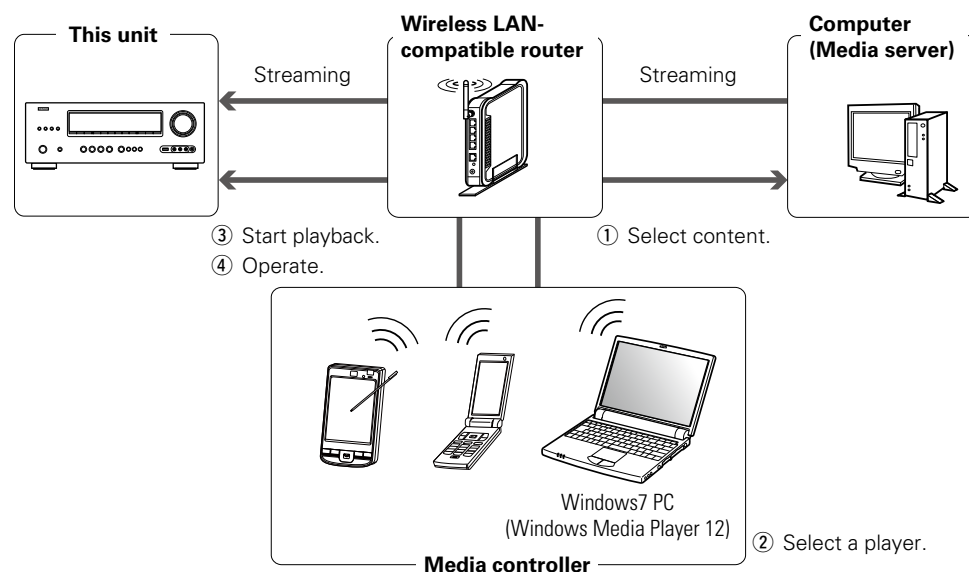 This unit
Wireless LAN-
compatible router
Computer
(Media server)
Streaming
Streaming
③ Start playback.
④ Operate.
① Select content.
Windows7 PC
(Windows Media Player 12)
② Select a player.
Media controller